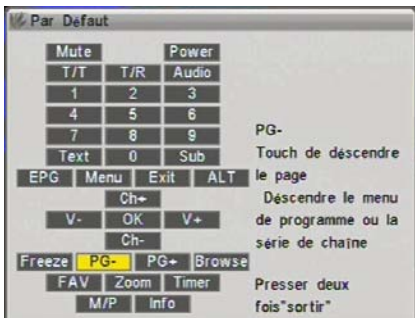 Par Défaut
Mute Power
T/T T/R Audio
1 2 3
4 5 6
7 8 9
Text 0 Sub
EPG Menu Exit ALT
Ch+
V- OK V+
Ch-
Freeze PG- PG+ Browse
FAV Zoom Timer
M/P Info
PG-
Touch de déscendre
le page
Déscendre le menu
de programme ou la
série de chaîne
Presser deux
fois"sortir"